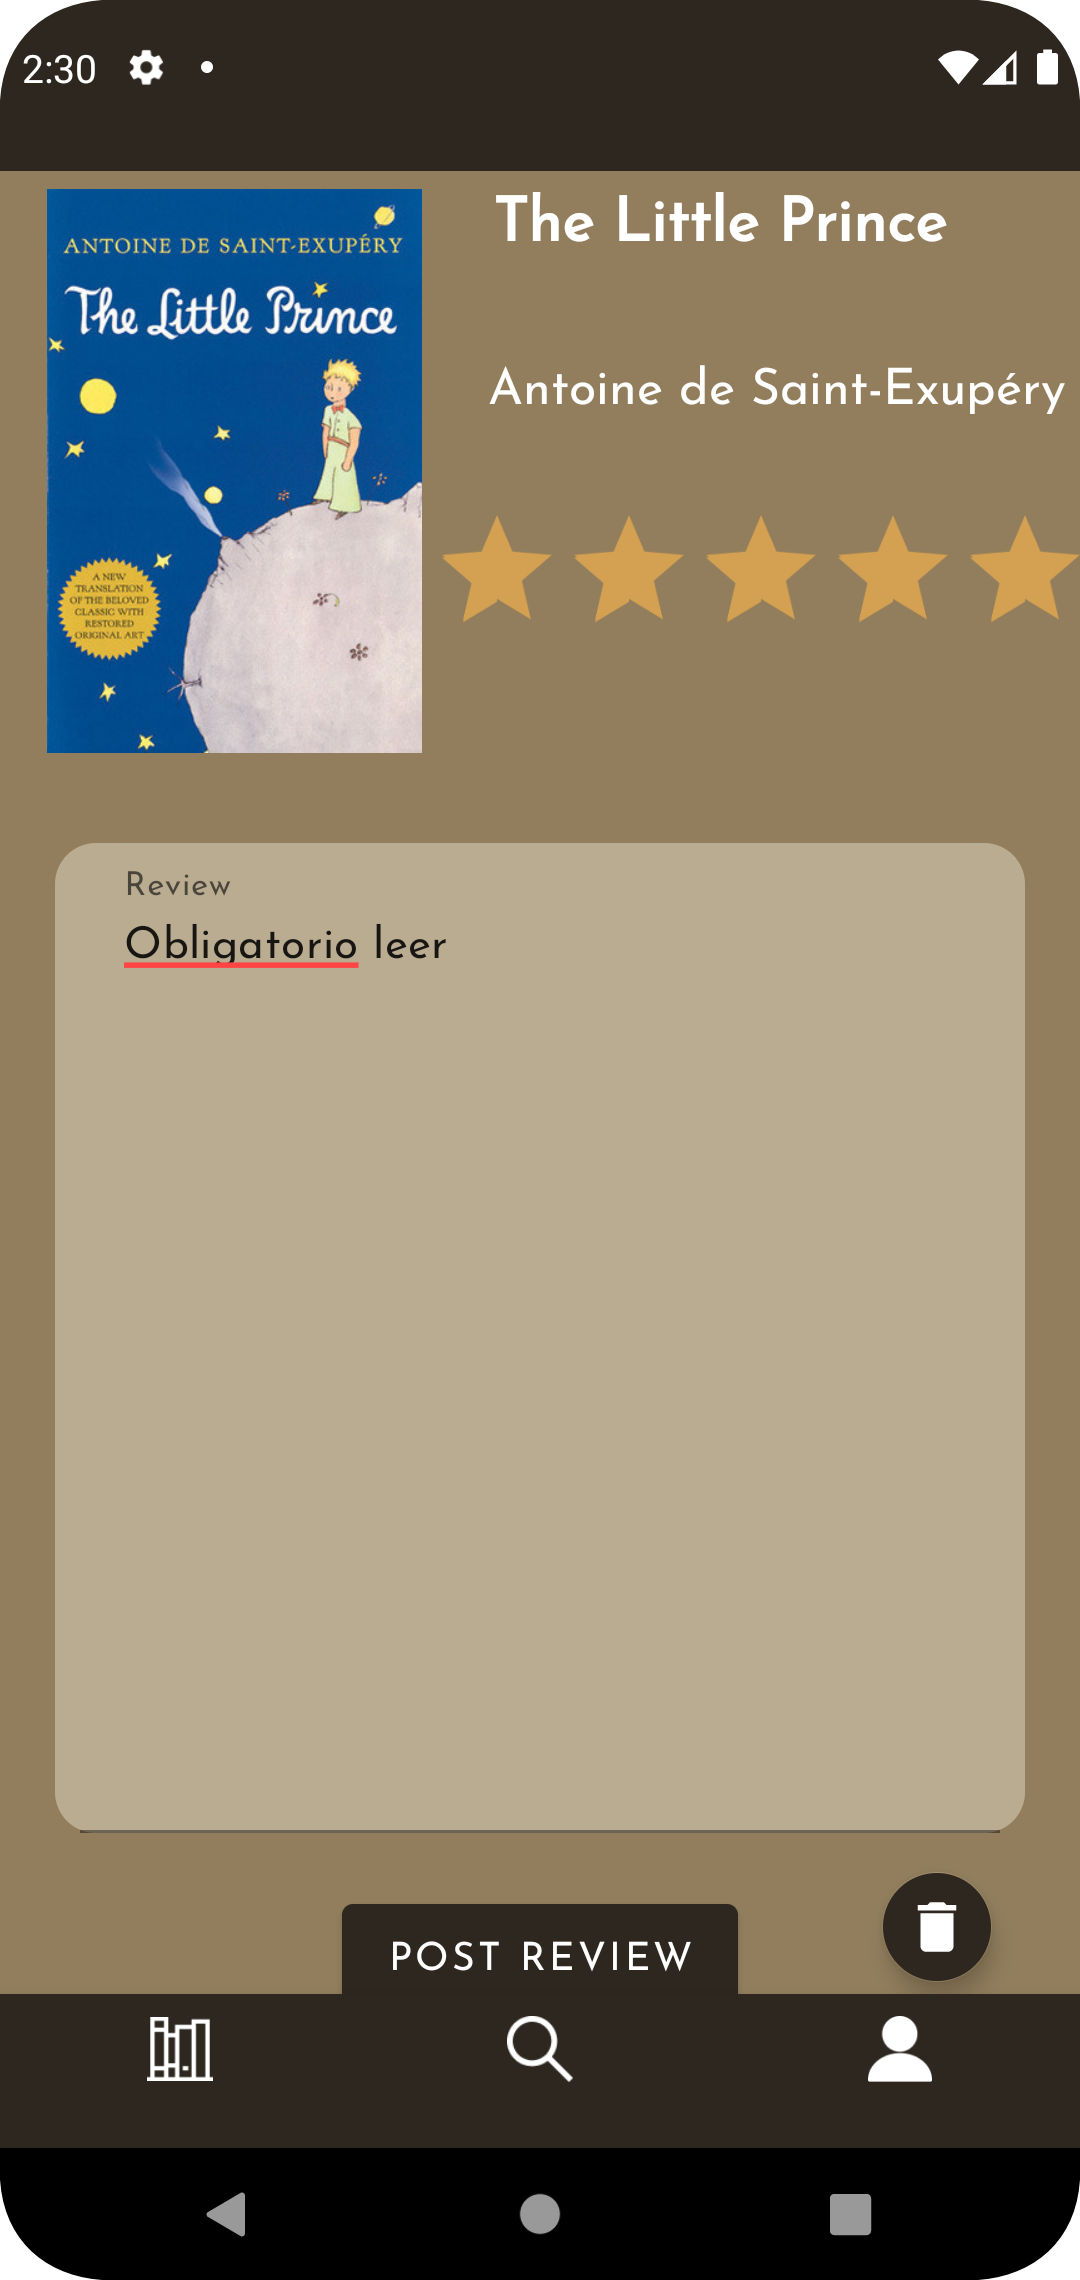 2:30
ANTOINE DE SAINT-EXUPÉRY
The Little Prince
A NEW
TRANSLATION
OF THE BELOVED
CLASSIC WITH
RESTORED
ORIGINAL ART
The Little Prince
Antoine de Saint-Exupéry
Review
Obligatorio leer
POST REVIEW